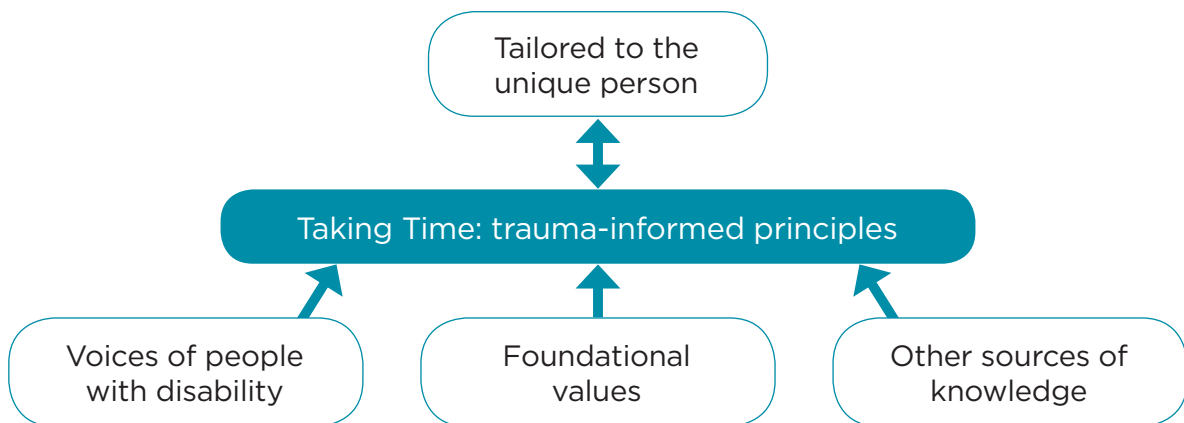 Tailored to the
unique person
Taking Time: trauma-informed principles
Voices of people
with disability
Foundational
values
Other sources of
knowledge